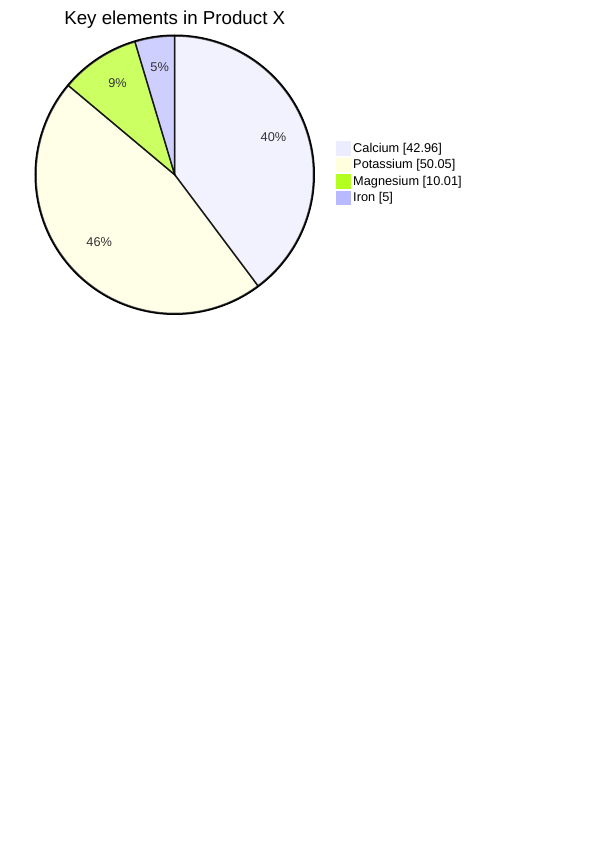 Key elements in Product X
5%
9%
40%
46%
Calcium [42.96]
Potassium [50.05]
Magnesium [10.01]
Iron [5]